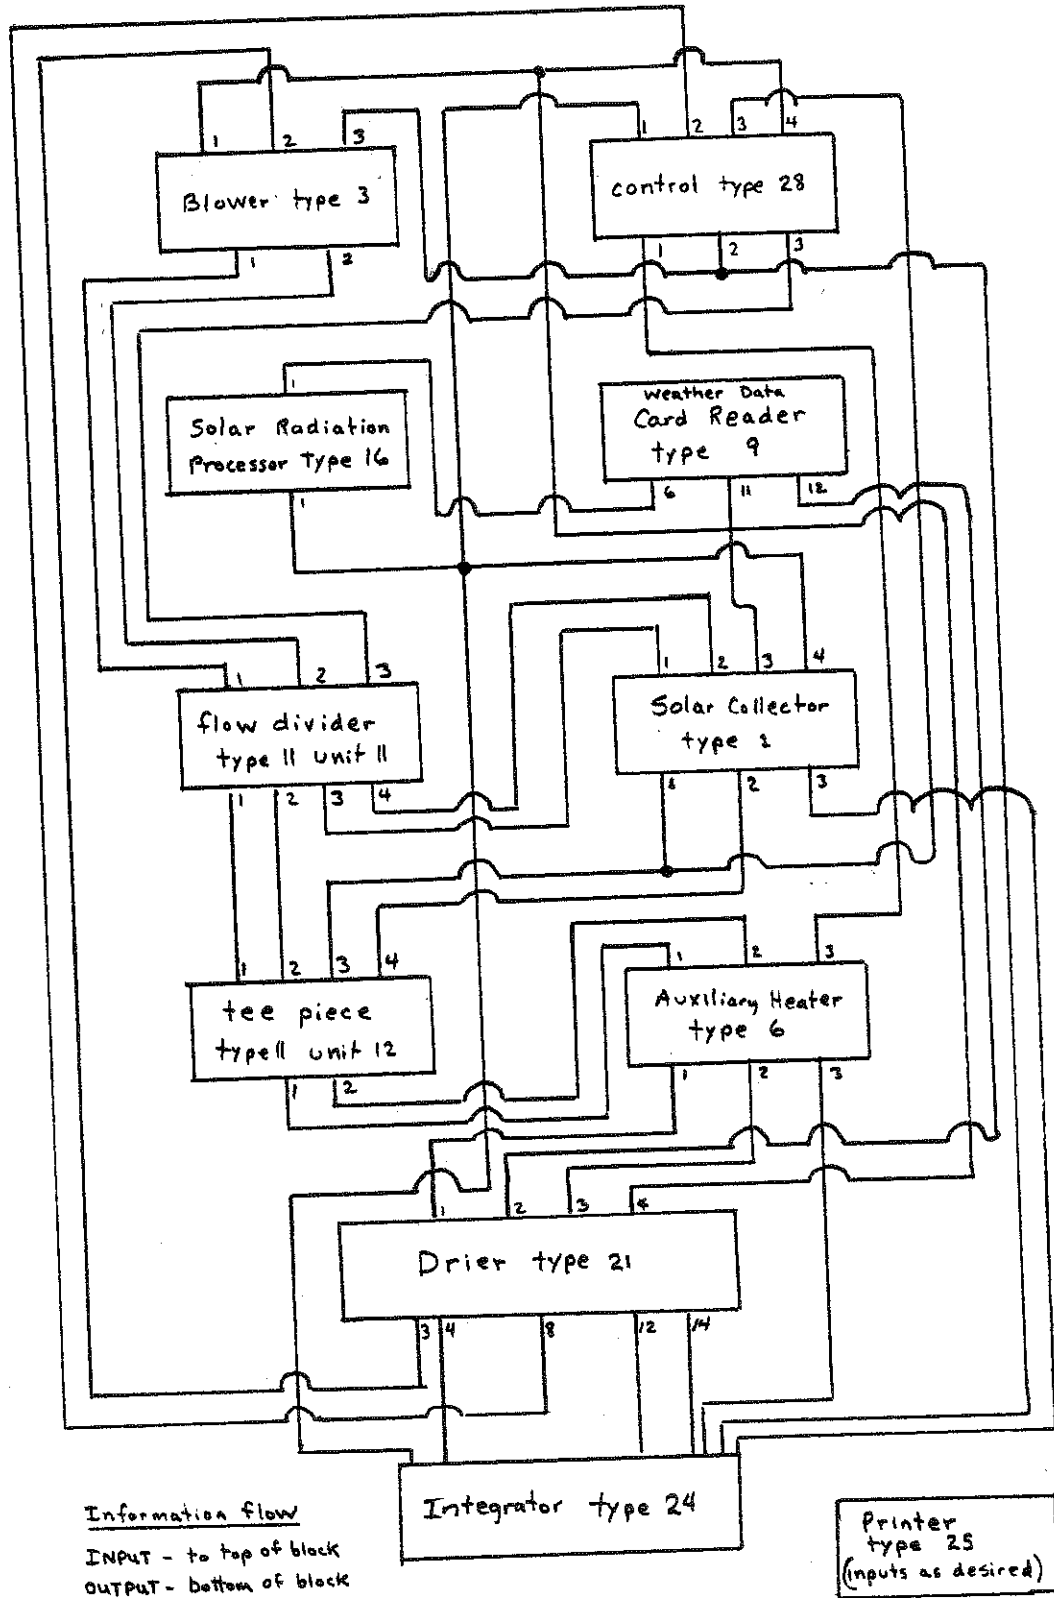 1 2 3
1 2 3 4
Blower type 3
control type 28
1 2
1 2 3
1
Solar Radiation
Processor Type 16
1
Weather Data
Card Reader
type 9
6 11 12
1 2 3
1 2 3 4
flow divider
type 11 unit 11
Solar Collector
type 1
1 2 3 4
1 2 3
1 2 3 4
1 2 3
tee piece
type 11 unit 12
Auxiliary Heater
type 6
1 2
1 2 3
1 2 3 4
Drier type 21
3 4 8 12 14
Integrator type 24
Information flow
INPUT - to top of block
OUTPUT - bottom of block
Printer
type 25
(inputs as desired)